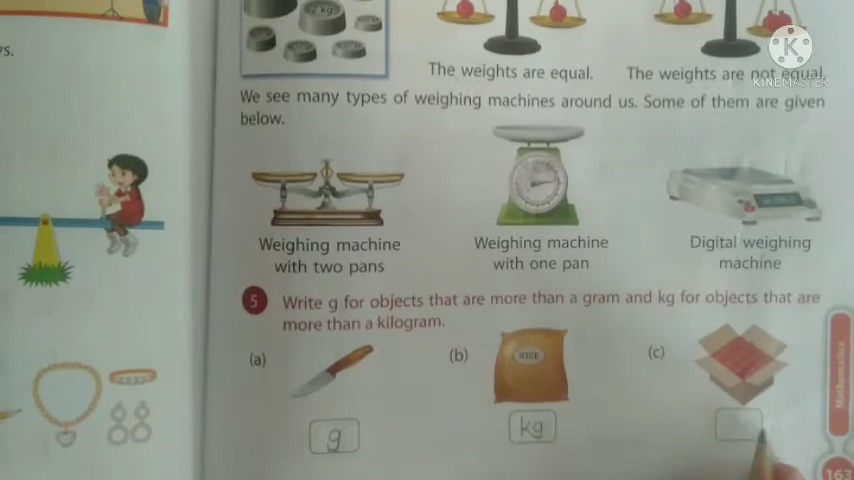 ys.
2 kg
The weights are equal.
The weights are not equal.
KINEMASTER
We see many types of weighing machines around us. Some of them are given
below.
Weighing machine
with two pans
Weighing machine
with one pan
Digital weighing
machine
5 Write g for objects that are more than a gram and kg for objects that are
more than a kilogram.
(a)
(b)
RICE
(c)
g
kg
Mathematics
163